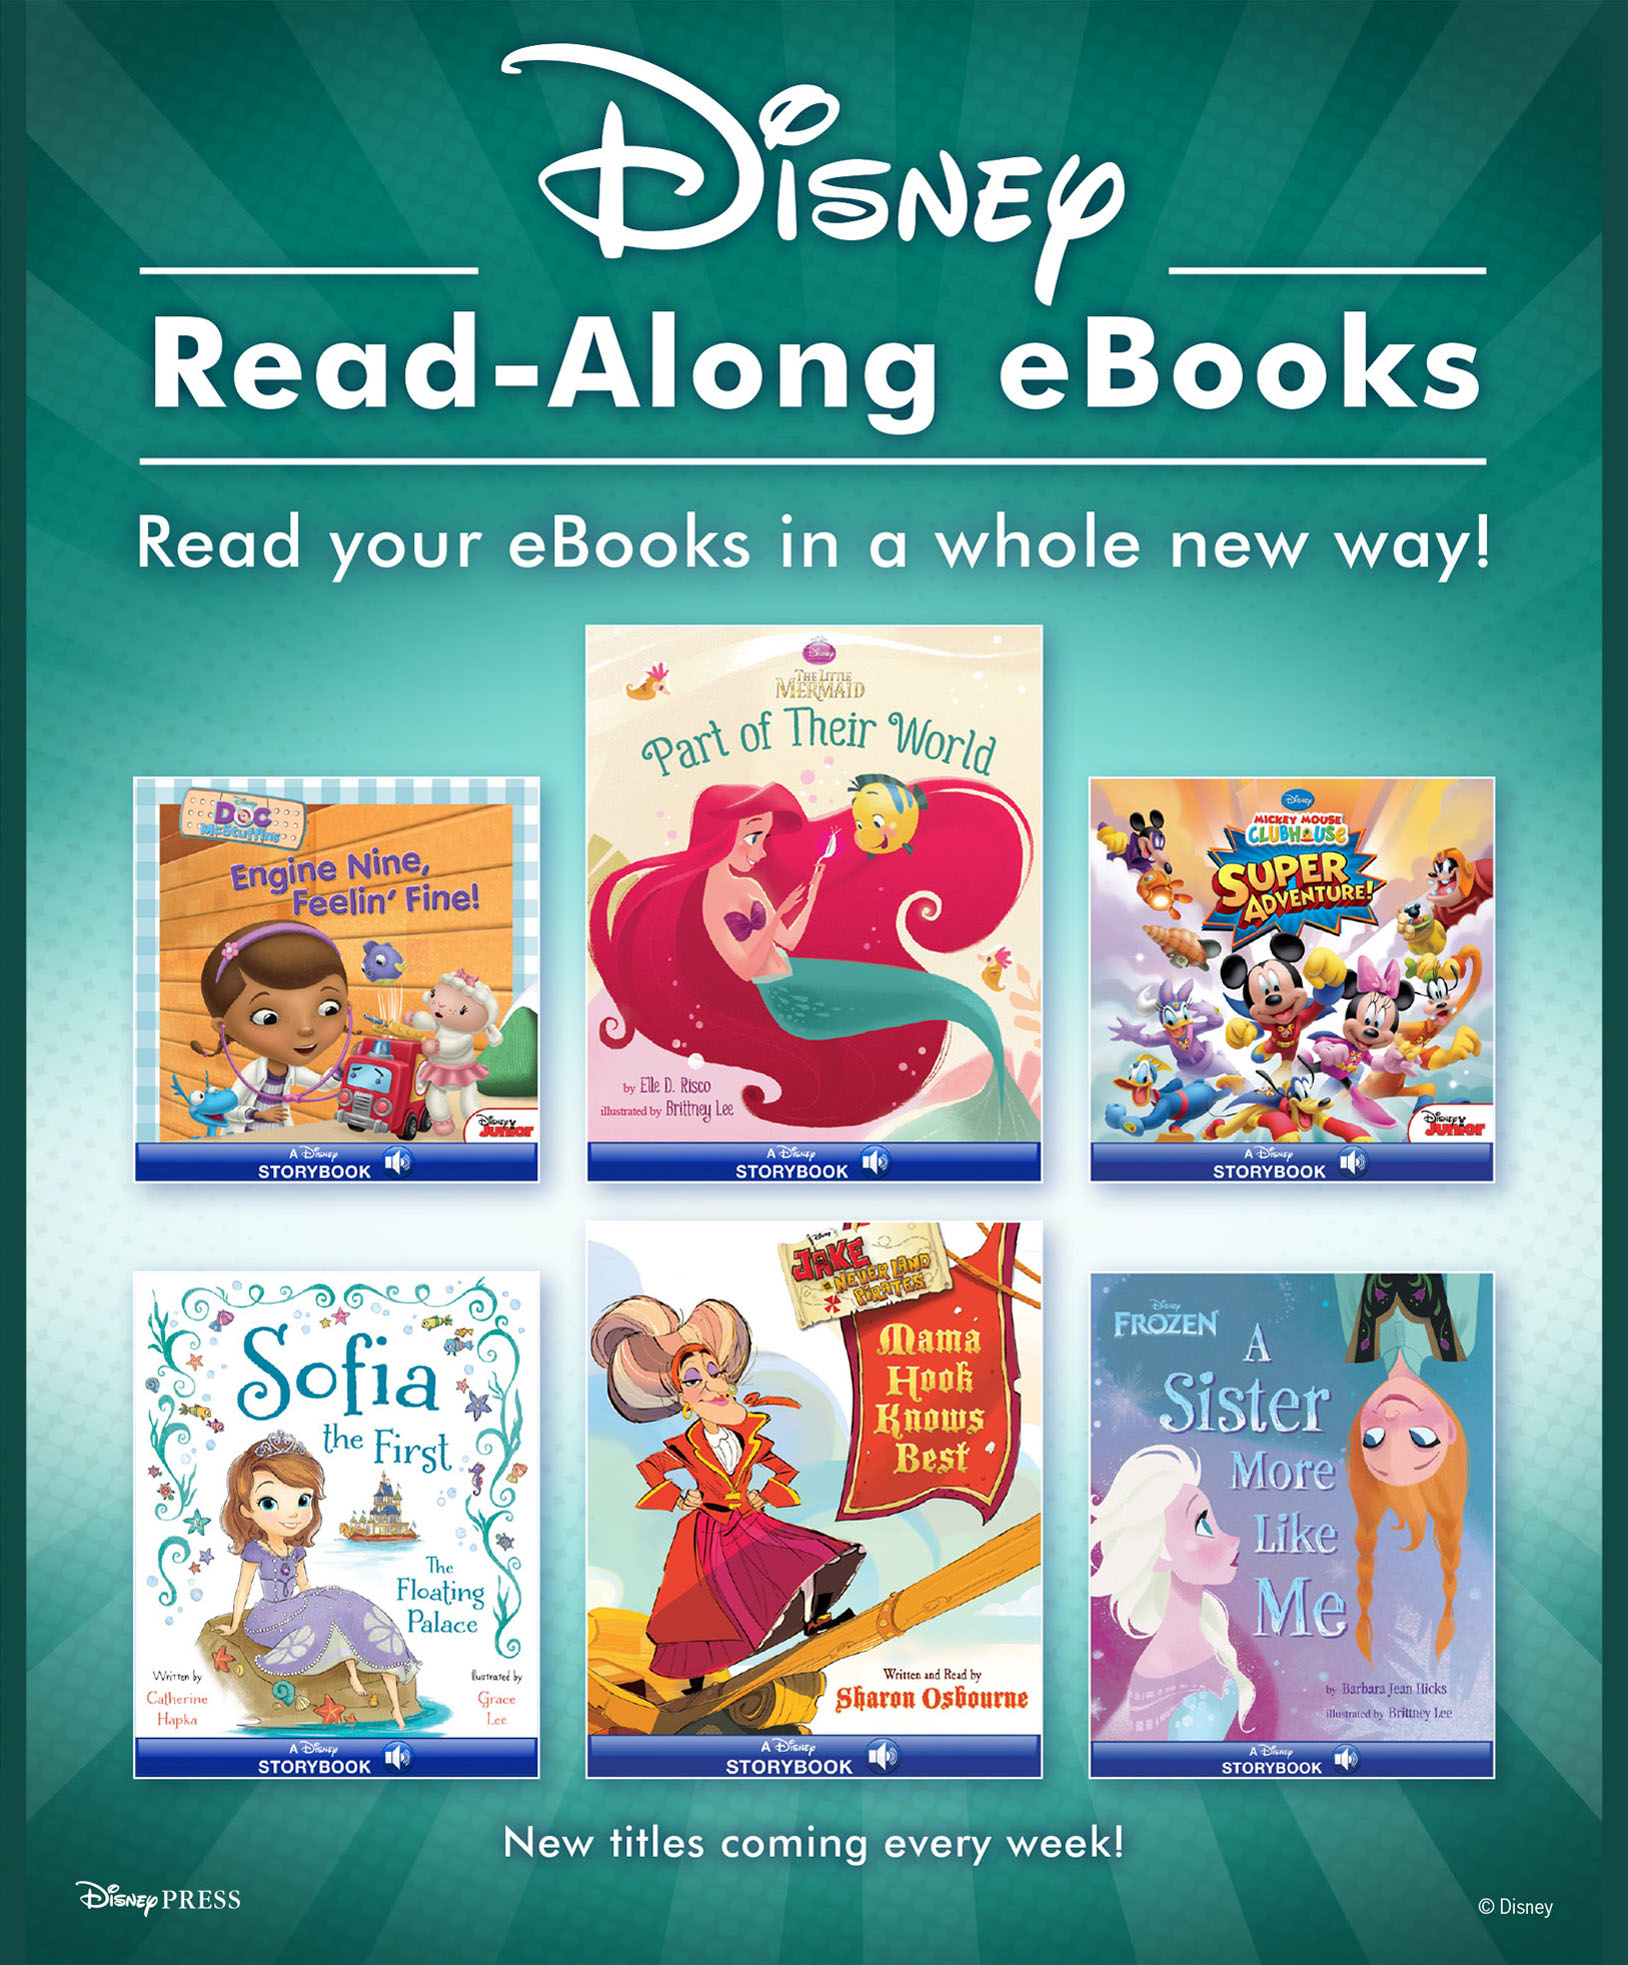 Disney
Read-Along eBooks
Read your eBooks in a whole new way!
Disney
THE LITTLE
MERMAID
Part of Their World
by Elle D. Risco
illustrated by Brittney Lee
A Disney
STORYBOOK
Disney
DOC
McStuffins
Engine Nine,
Feelin' Fine!
Disney
Junior
A Disney
STORYBOOK
Disney
MICKEY MOUSE
CLUBHOUSE
SUPER
ADVENTURE!
Disney
Junior
A Disney
STORYBOOK
Sofia
the First
The
Floating
Palace
Written by
Catherine
Hapka
Illustrated by
Grace
Lee
A Disney
STORYBOOK
Disney
JAKE
NEVER LAND
PIRATES
Mama
Hook
Knows
Best
Written and Read by
Sharon Osbourne
A Disney
STORYBOOK
Disney
FROZEN
A
Sister
More
Like
Me
by Barbara Jean Hicks
illustrated by Brittney Lee
A Disney
STORYBOOK
New titles coming every week!
Disney PRESS
© Disney